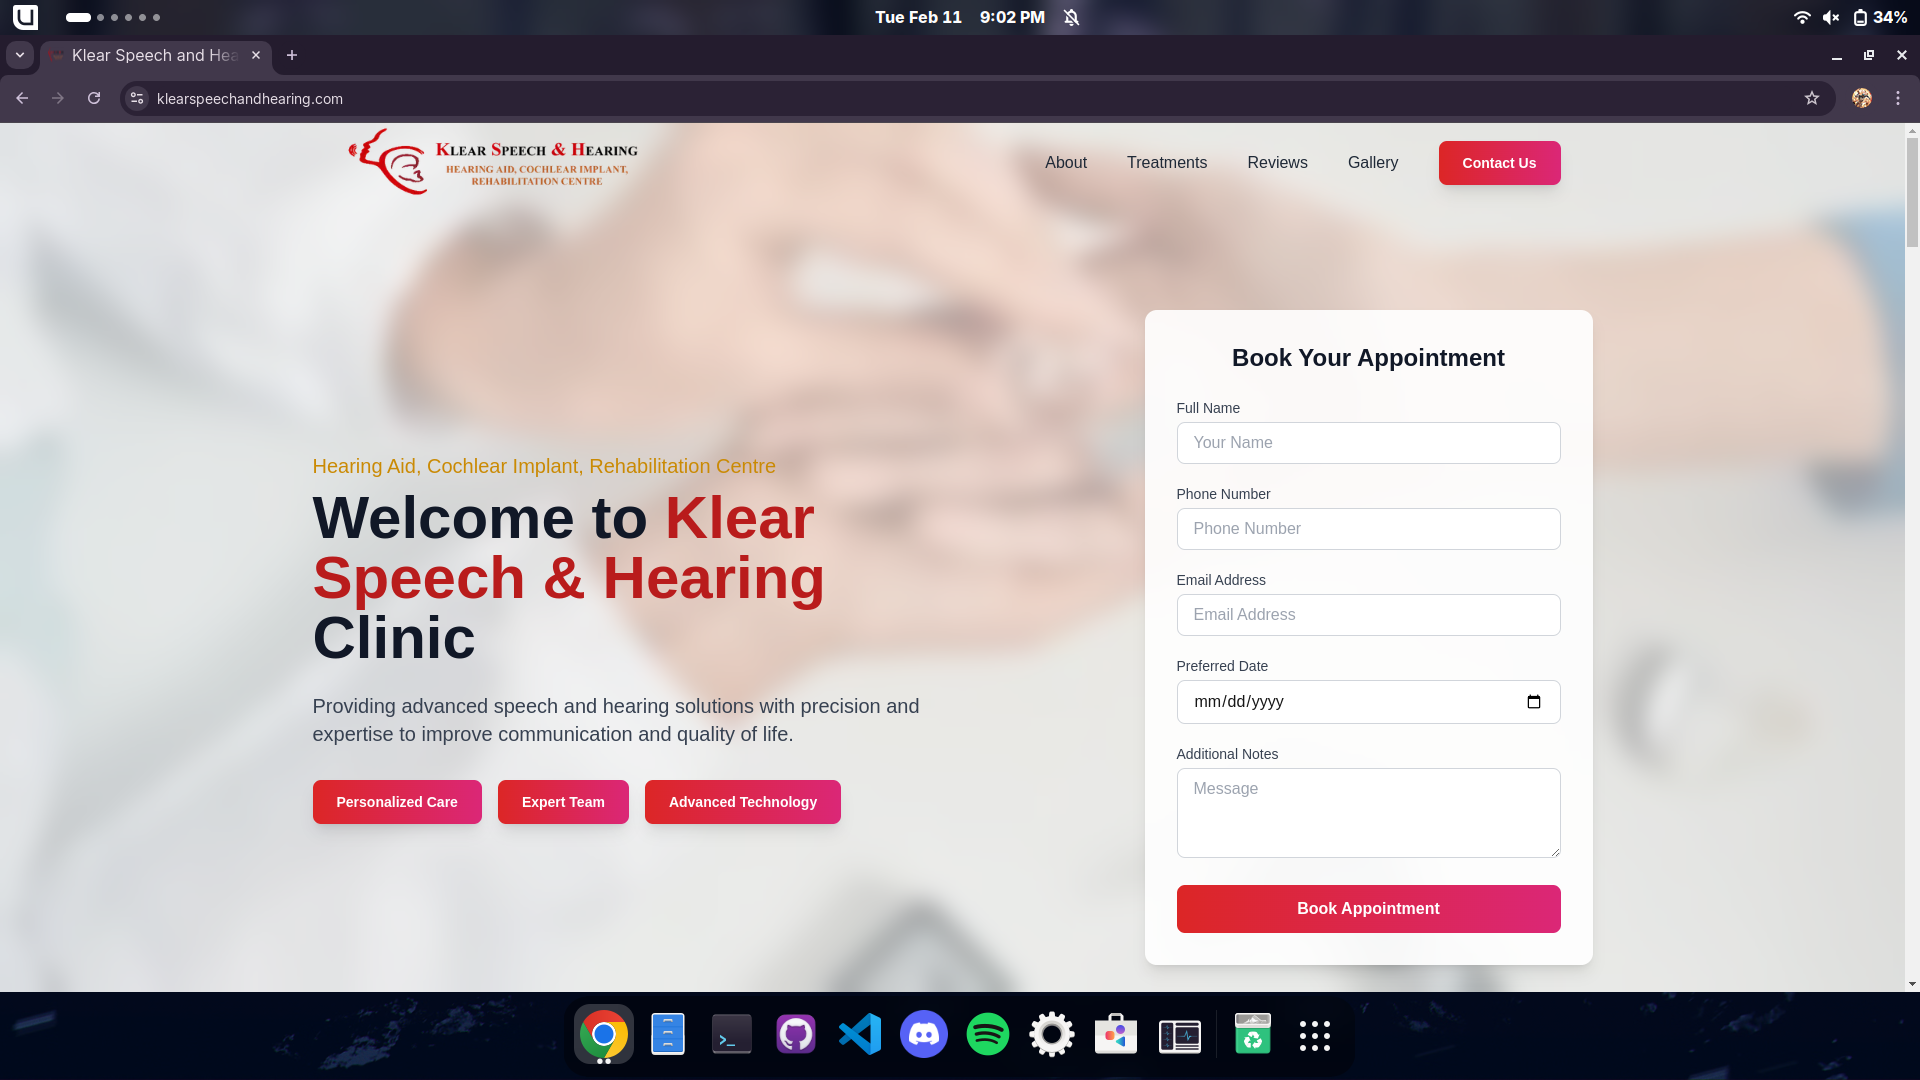 Tue Feb 11 9:02 PM
34%
Klear Speech and Hea
klearspeechandhearing.com
KLEAR SPEECH & HEARING
HEARING AID, COCHLEAR IMPLANT,
REHABILITATION CENTRE
About
Treatments
Reviews
Gallery
Contact Us
Hearing Aid, Cochlear Implant, Rehabilitation Centre
Welcome to Klear
Speech & Hearing
Clinic
Providing advanced speech and hearing solutions with precision and
expertise to improve communication and quality of life.
Personalized Care
Expert Team
Advanced Technology
Book Your Appointment
Full Name
Your Name
Phone Number
Phone Number
Email Address
Email Address
Preferred Date
mm/dd/yyyy
Additional Notes
Message
Book Appointment